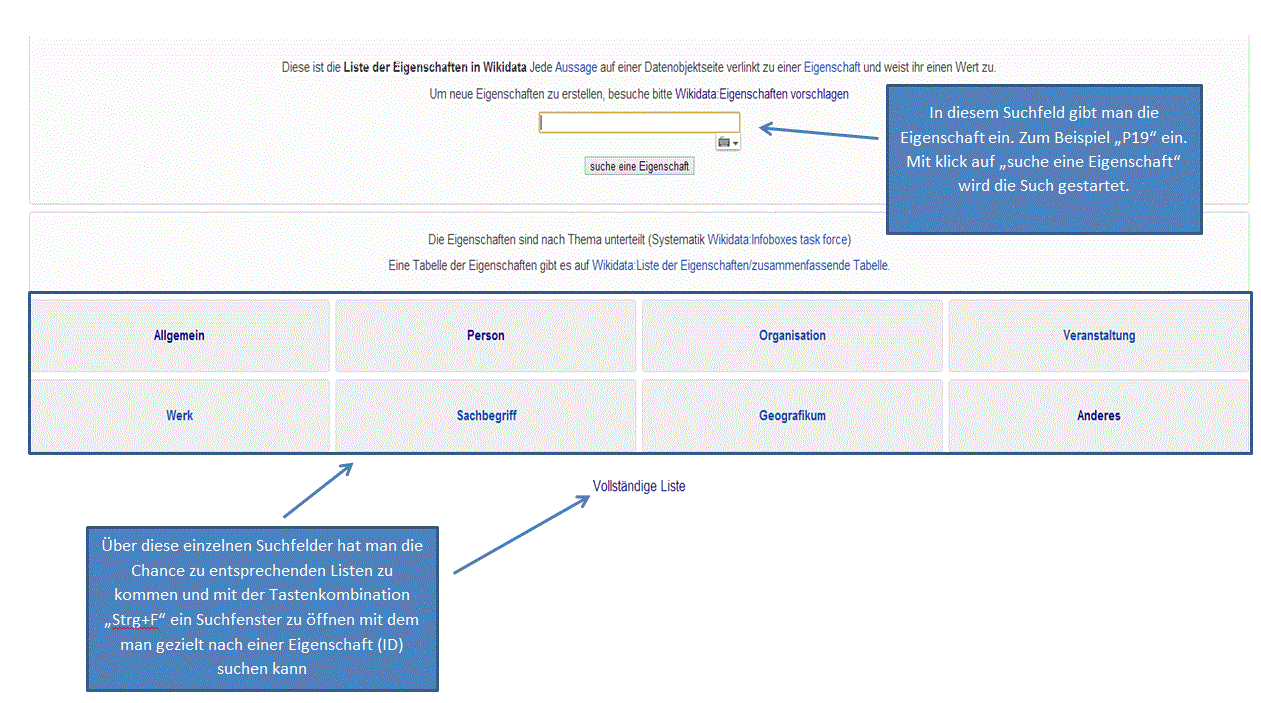 Diese ist die Liste der Eigenschaften in Wikidata Jede Aussage auf einer Datenobjektseite verlinkt zu einer Eigenschaft und weist ihr einen Wert zu.
Um neue Eigenschaften zu erstellen, besuche bitte Wikidata:Eigenschaften vorschlagen
suche eine Eigenschaft
In diesem Suchfeld gibt man die
Eigenschaft ein. Zum Beispiel „P19“ ein.
Mit klick auf „suche eine Eigenschaft“
wird die Such gestartet.
Die Eigenschaften sind nach Thema unterteilt (Systematik Wikidata:Infoboxes task force)
Eine Tabelle der Eigenschaften gibt es auf Wikidata:Liste der Eigenschaften/zusammenfassende Tabelle.
Allgemein
Person
Organisation
Veranstaltung
Werk
Sachbegriff
Geografikum
Anderes
Vollständige Liste
Über diese einzelnen Suchfelder hat man die
Chance zu entsprechenden Listen zu
kommen und mit der Tastenkombination
„Strg+F“ ein Suchfenster zu öffnen mit dem
man gezielt nach einer Eigenschaft (ID)
suchen kann